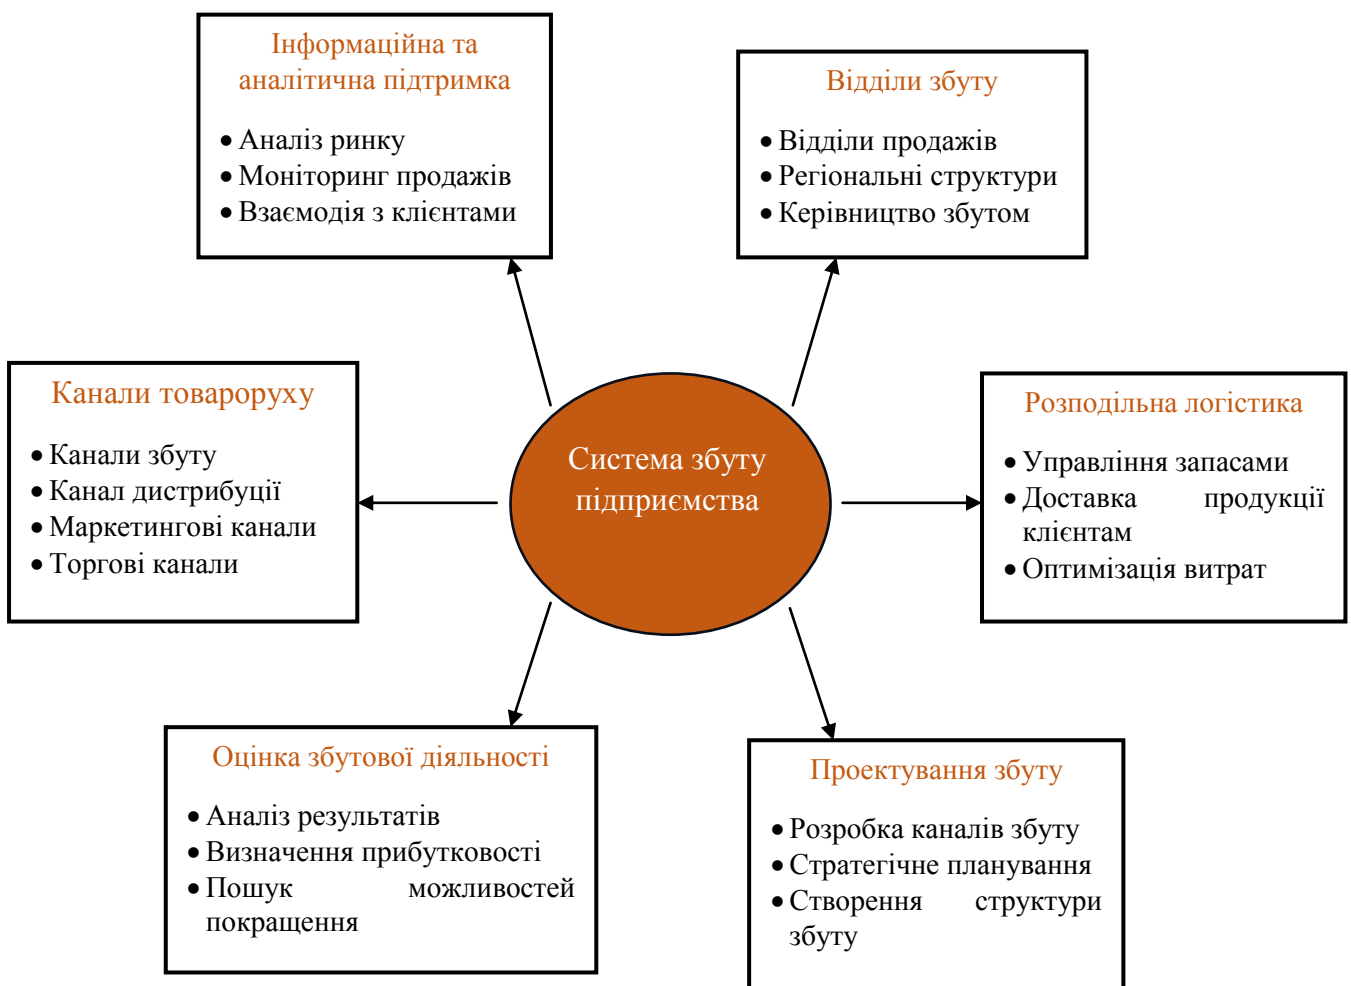 Інформаційна та
аналітична підтримка
• Аналіз ринку
• Моніторинг продажів
• Взаємодія з клієнтами
Відділи збуту
• Відділи продажів
• Регіональні структури
• Керівництво збутом
Канали товароруху
• Канали збуту
• Канал дистрибуції
• Маркетингові канали
• Торгові канали
Система збуту
підприємства
Розподільна логістика
• Управління запасами
• Доставка продукції
клієнтам
• Оптимізація витрат
Оцінка збутової діяльності
• Аналіз результатів
• Визначення прибутковості
• Пошук можливостей
покращення
Проектування збуту
• Розробка каналів збуту
• Стратегічне планування
• Створення структури
збуту